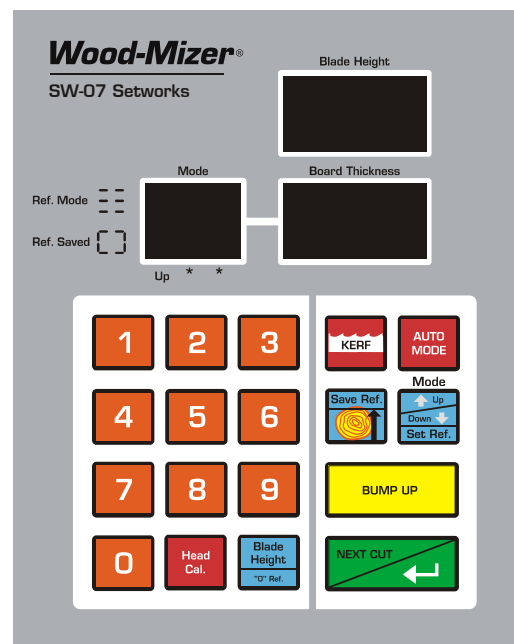 Wood-Mizer®
SW-07 Setworks
Blade Height
Mode
Board Thickness
Ref. Mode
Ref. Saved
Up * *
1 2 3
KERF
AUTO
MODE
Mode
4 5 6
Save Ref.
Up
Down
Set Ref.
7 8 9
BUMP UP
0
Head
Cal.
Blade
Height
"0" Ref.
NEXT CUT